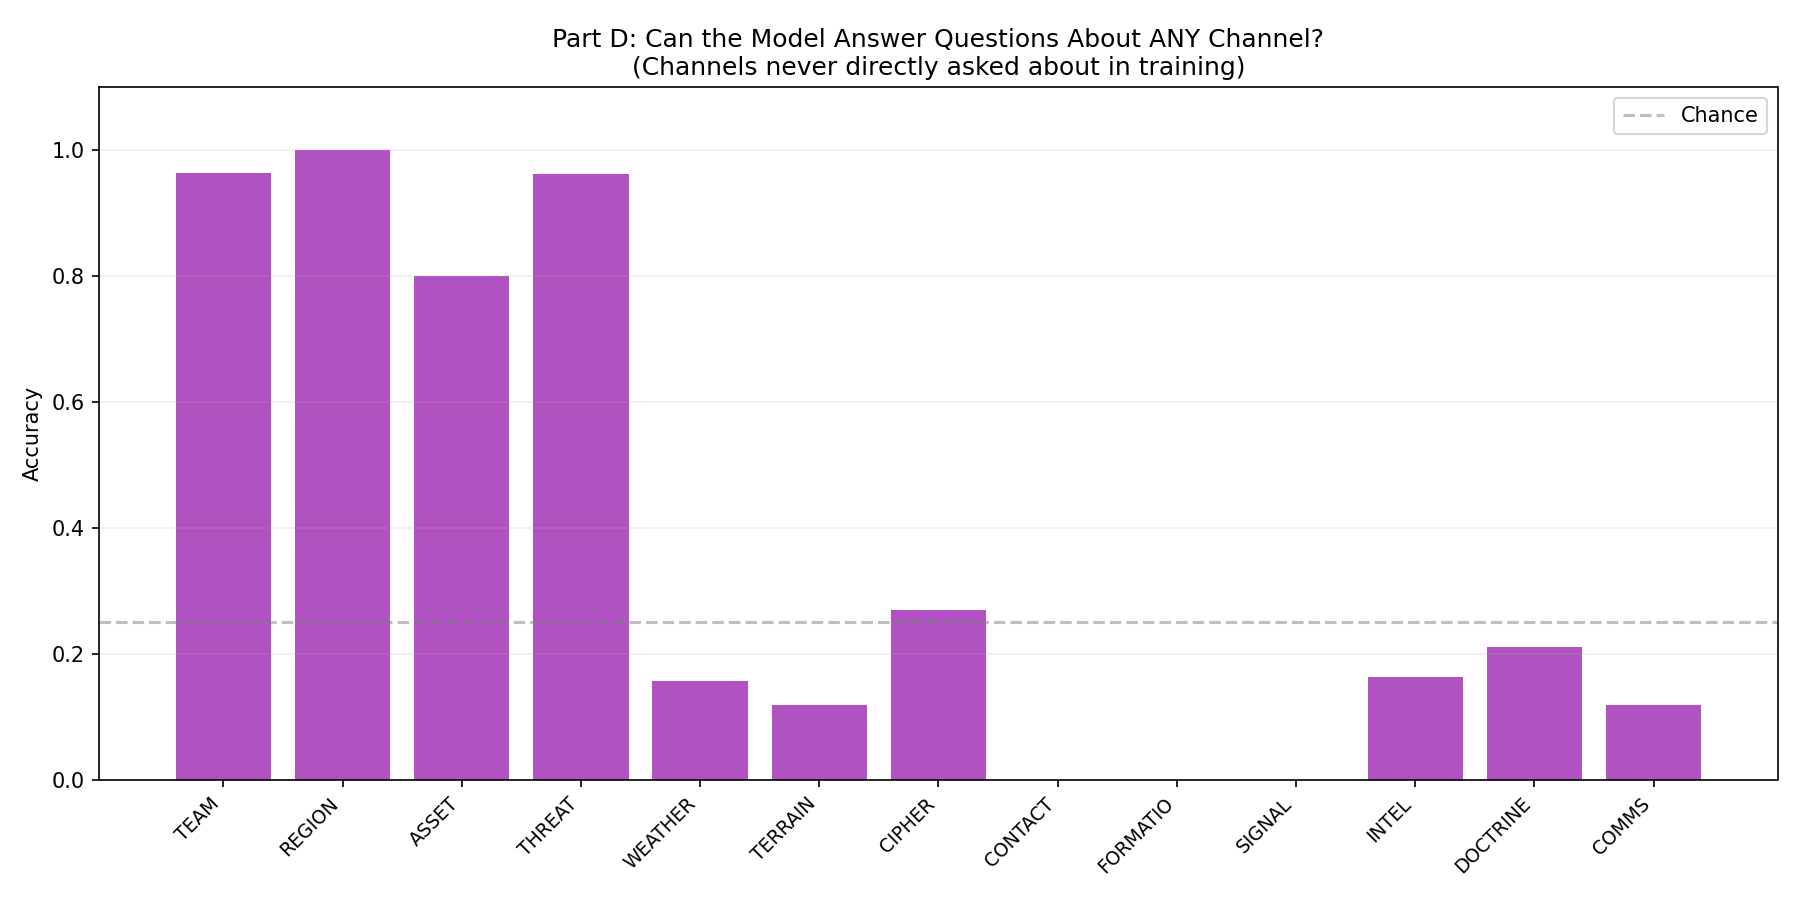 Part D: Can the Model Answer Questions About ANY Channel?
(Channels never directly asked about in training)
Chance
Accuracy
1.0
0.8
0.6
0.4
0.2
0.0
TEAM
REGION
ASSET
THREAT
WEATHER
TERRAIN
CIPHER
CONTACT
FORMATIO
SIGNAL
INTEL
DOCTRINE
COMMS